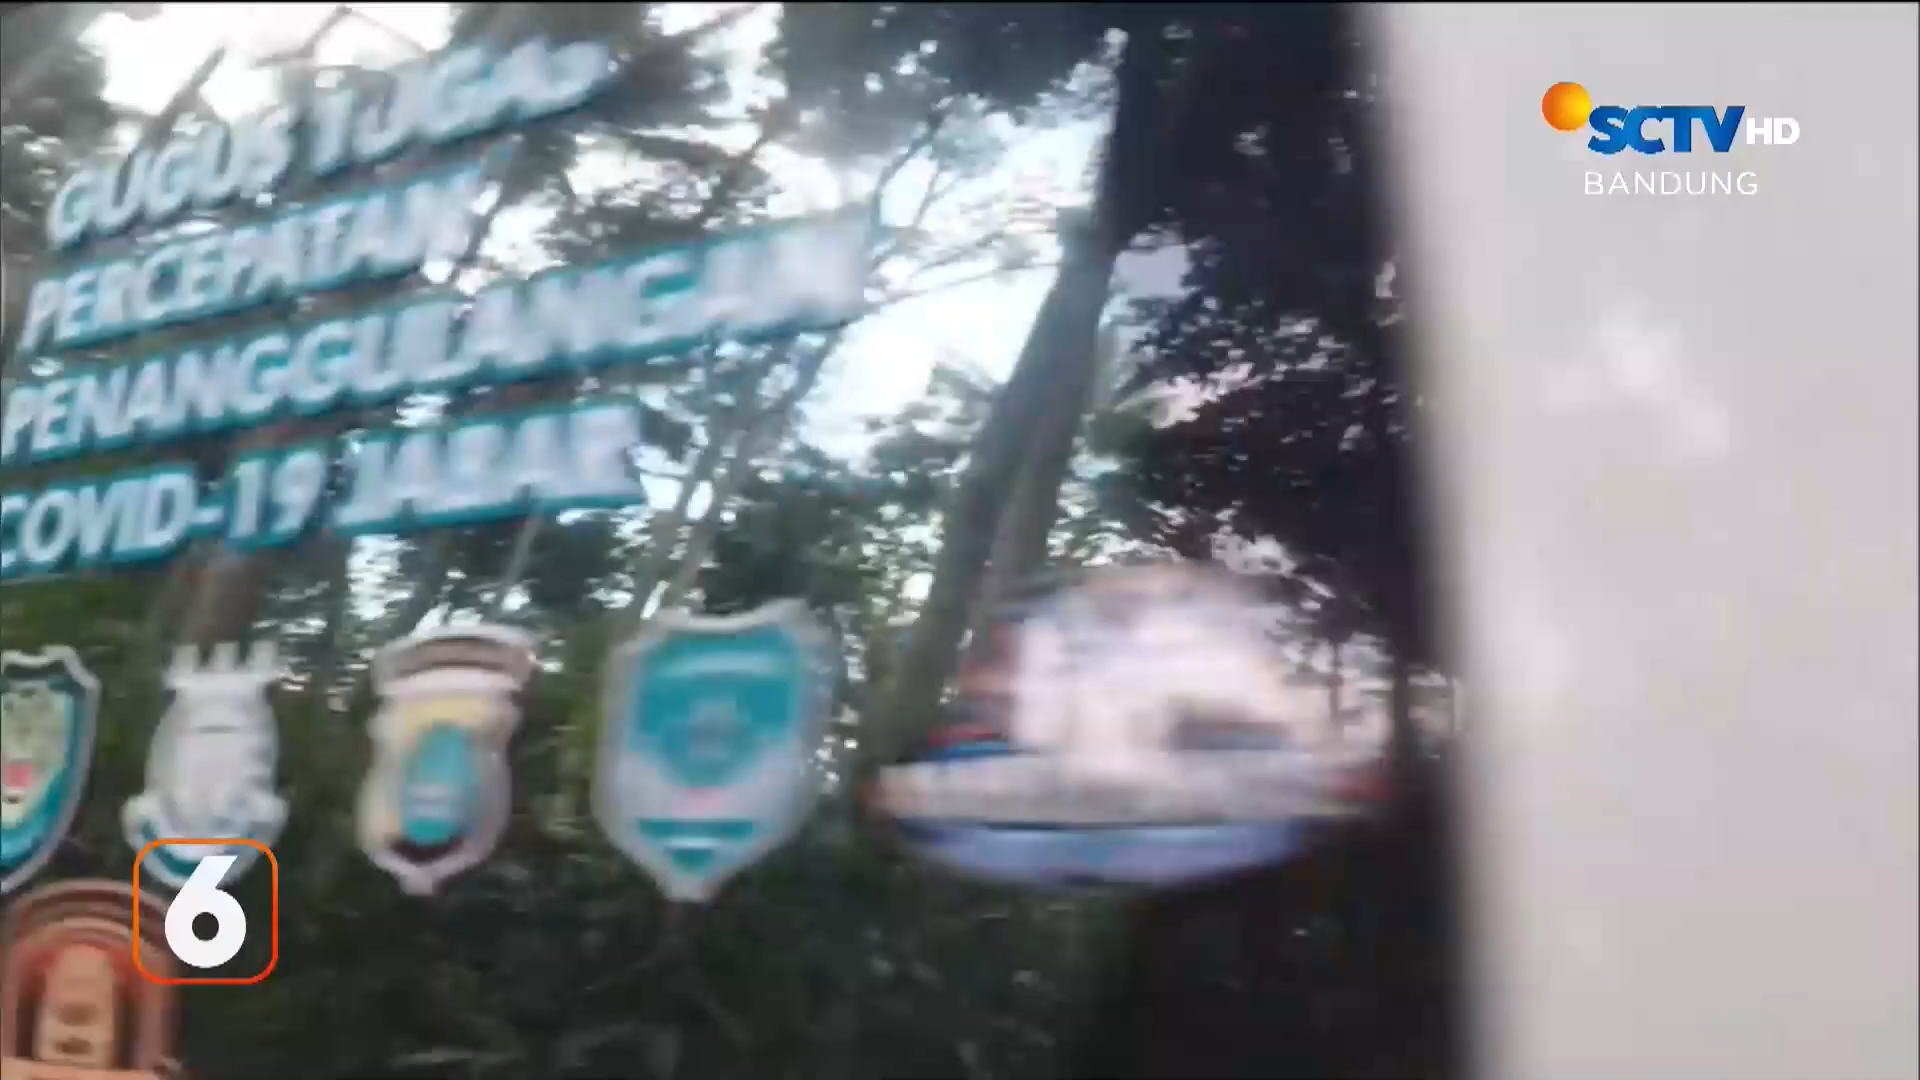 GUGUS TUGAS
PERCEPATAN
PENANGGULANGAN
COVID-19 JABAR
SCTV HD
BANDUNG
6